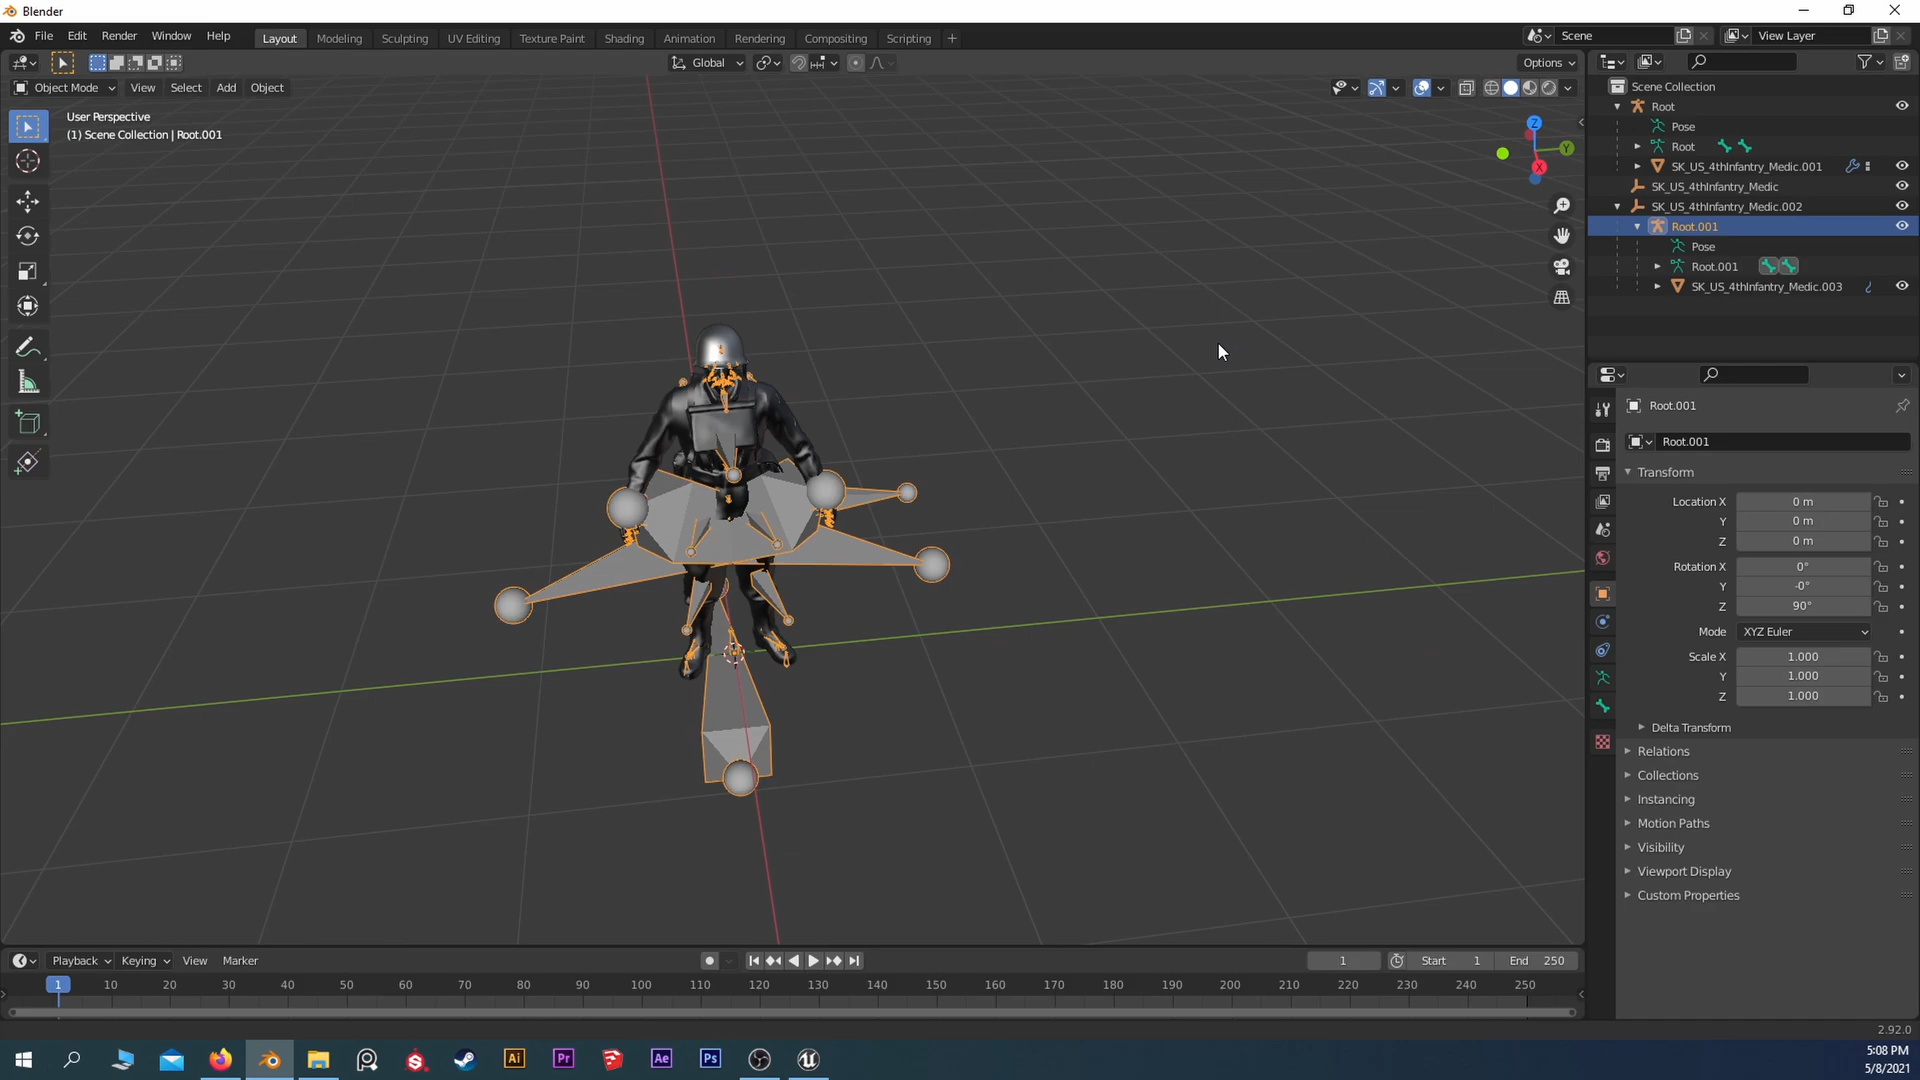 Blender
File Edit Render Window Help Layout Modeling Sculpting UV Editing Texture Paint Shading Animation Rendering Compositing Scripting + Scene View Layer
Global Options
Object Mode View Select Add Object
User Perspective
(1) Scene Collection | Root.001
Z
Y
X
Scene Collection
Root
Pose
Root
SK_US_4thInfantry_Medic.001
SK_US_4thInfantry_Medic
SK_US_4thInfantry_Medic.002
Root.001
Pose
Root.001
SK_US_4thInfantry_Medic.003
Root.001
Root.001
Transform
Location X 0 m
Y 0 m
Z 0 m
Rotation X 0°
Y -0°
Z 90°
Mode XYZ Euler
Scale X 1.000
Y 1.000
Z 1.000
Delta Transform
Relations
Collections
Instancing
Motion Paths
Visibility
Viewport Display
Custom Properties
Playback Keying View Marker 1 Start 1 End 250
1 10 20 30 40 50 60 70 80 90 100 110 120 130 140 150 160 170 180 190 200 210 220 230 240 250
2.92.0
Ai Pr Ae Ps
5:08 PM
5/8/2021